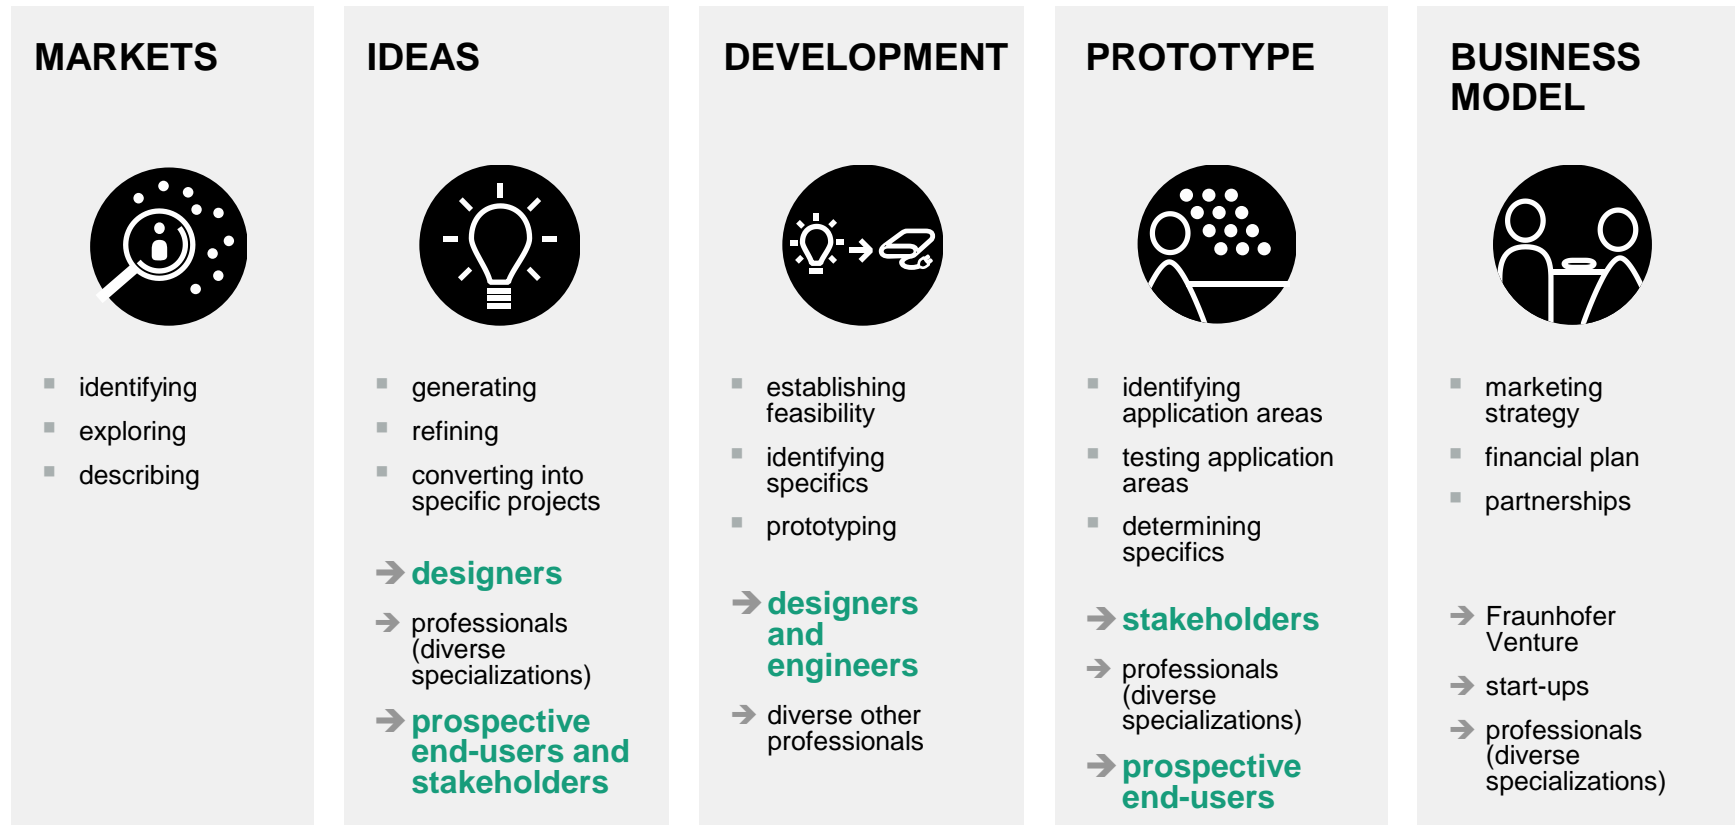 MARKETS
identifying
exploring
describing
IDEAS
generating
refining
converting into
specific projects
designers
professionals
(diverse
specializations)
prospective
end-users and
stakeholders
DEVELOPMENT
establishing
feasibility
identifying
specifics
prototyping
designers
and
engineers
diverse other
professionals
PROTOTYPE
identifying
application areas
testing application
areas
determining
specifics
stakeholders
professionals
(diverse
specializations)
prospective
end-users
BUSINESS
MODEL
marketing
strategy
financial plan
partnerships
Fraunhofer
Venture
start-ups
professionals
(diverse
specializations)